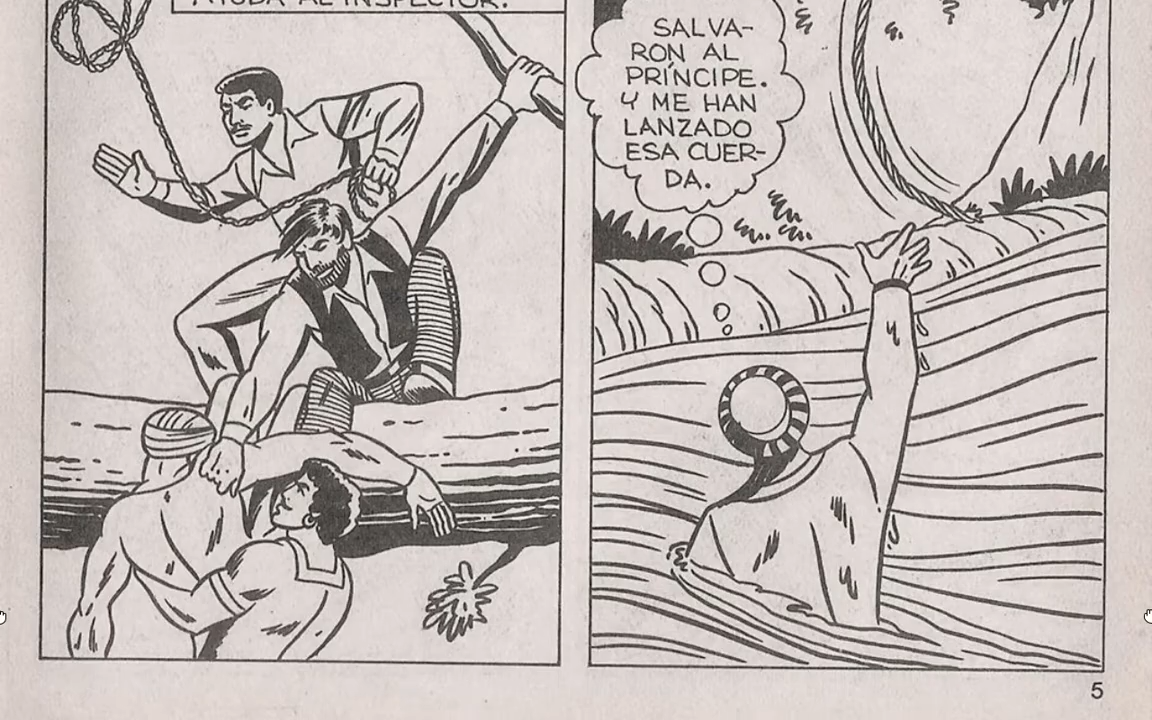 AYUDA AL INSPECTOR.
SALVA-
RON AL
PRÍNCIPE.
Y ME HAN
LANZADO
ESA CUER-
DA.
5